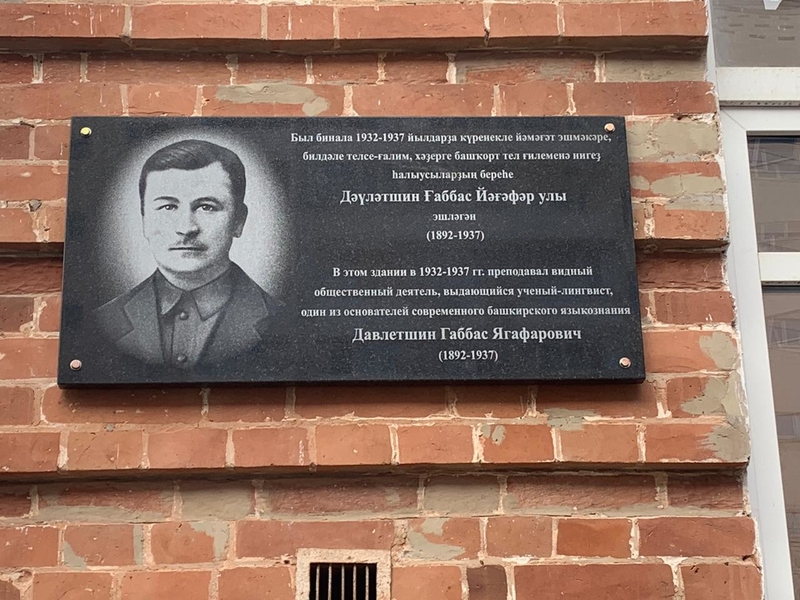 Был бинала 1932-1937 йылдарҙа күренекле йәмәғәт эшмәкәре,
билдәле телсе-ғалим, хәҙерге башҡорт тел ғилеменә нигеҙ
һалыусыларҙың береһе
Дәүләтшин Ғаббас Йәғәфәр улы
эшләгән
(1892-1937)
В этом здании в 1932-1937 гг. преподавал видный
общественный деятель, выдающийся ученый-лингвист,
один из основателей современного башкирского языкознания
Давлетшин Габбас Ягафарович
(1892-1937)